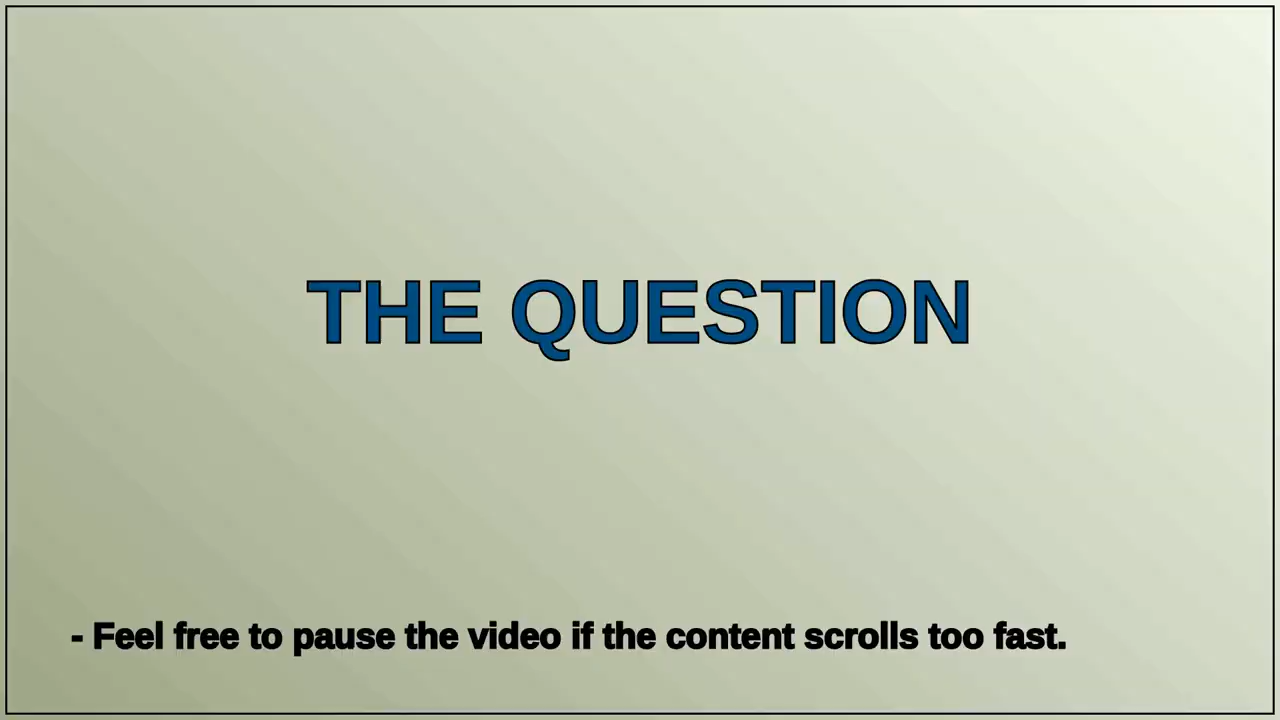 THE QUESTION
- Feel free to pause the video if the content scrolls too fast.